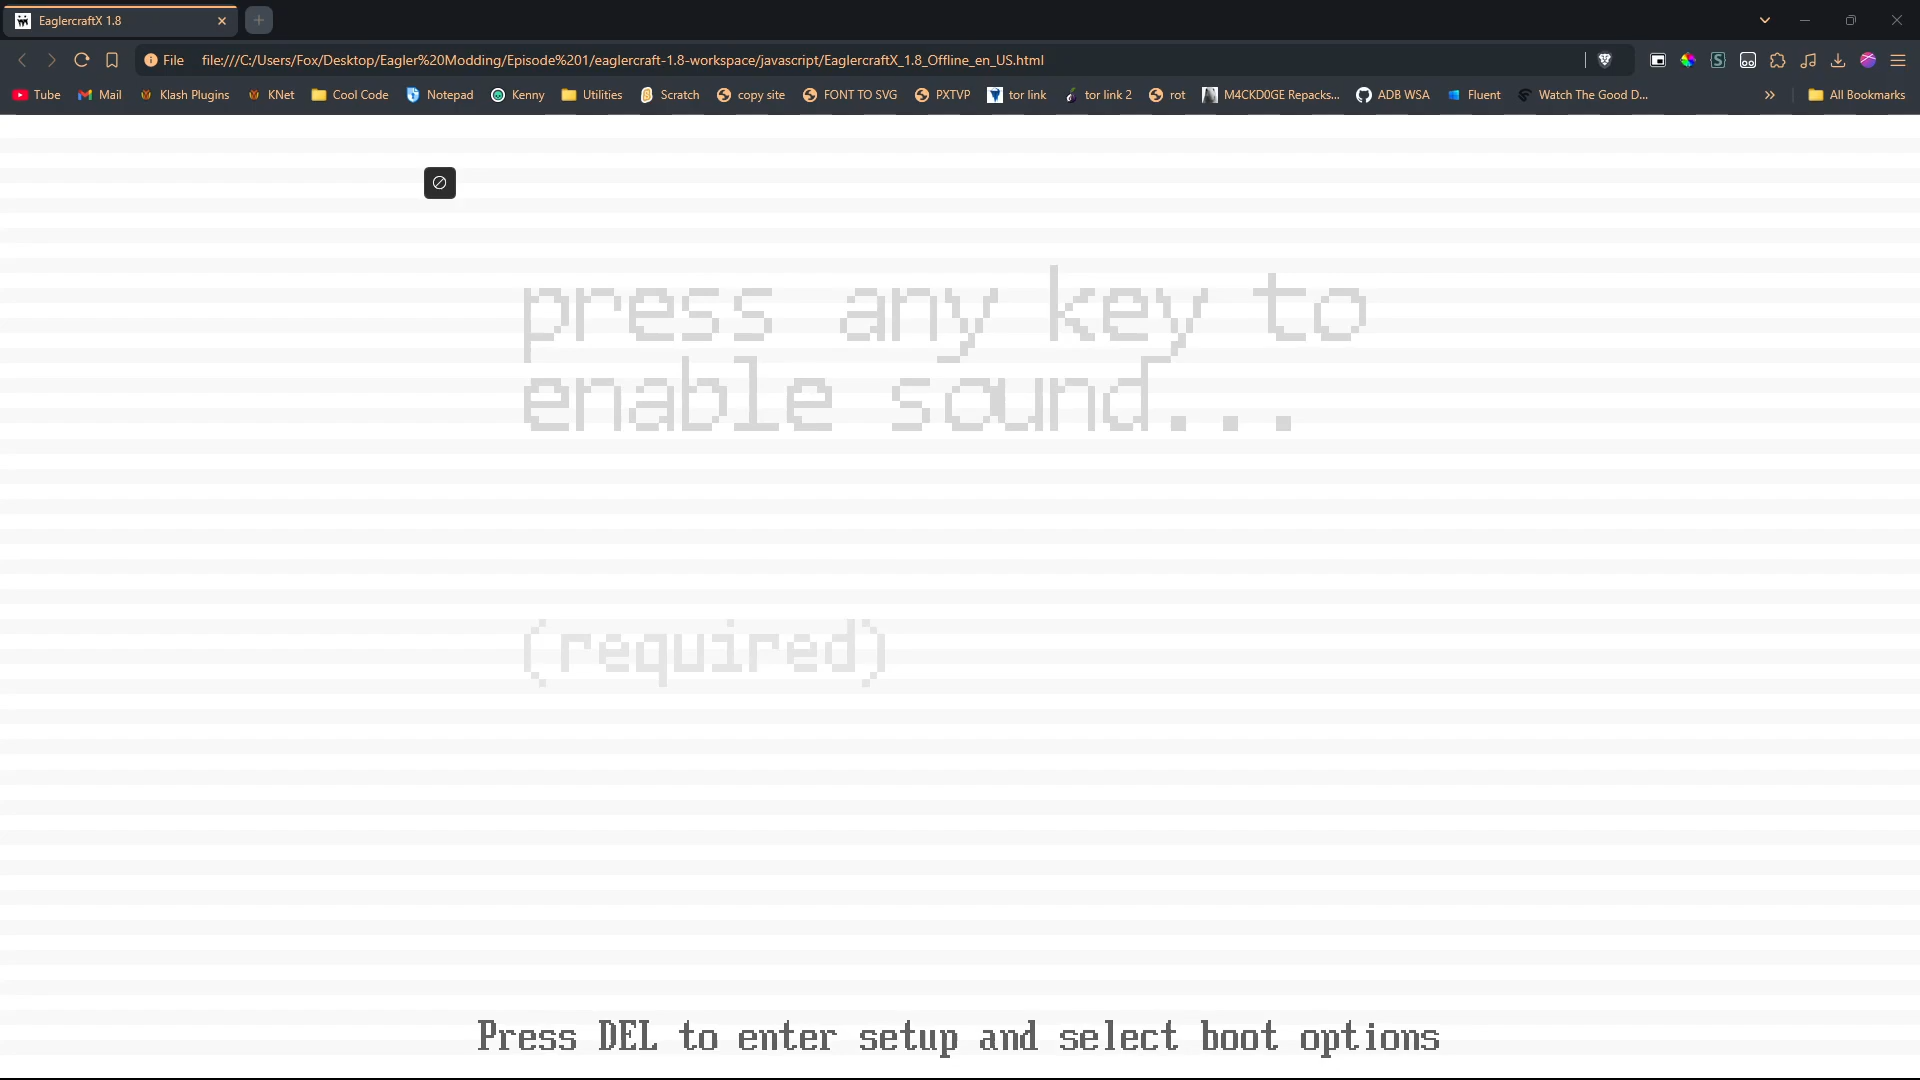 EaglercraftX 1.8
File file:///C:/Users/Fox/Desktop/Eagler%20Modding/Episode%201/eaglercraft-1.8-workspace/javascript/EaglercraftX_1.8_Offline_en_US.html
Tube Mail Klash Plugins KNet Cool Code Notepad Kenny Utilities Scratch copy site FONT TO SVG PXTVP tor link tor link 2 rot M4CKD0GE Repacks... ADB WSA Fluent Watch The Good D... All Bookmarks
press any key to
enable sound...
(required)
Press DEL to enter setup and select boot options